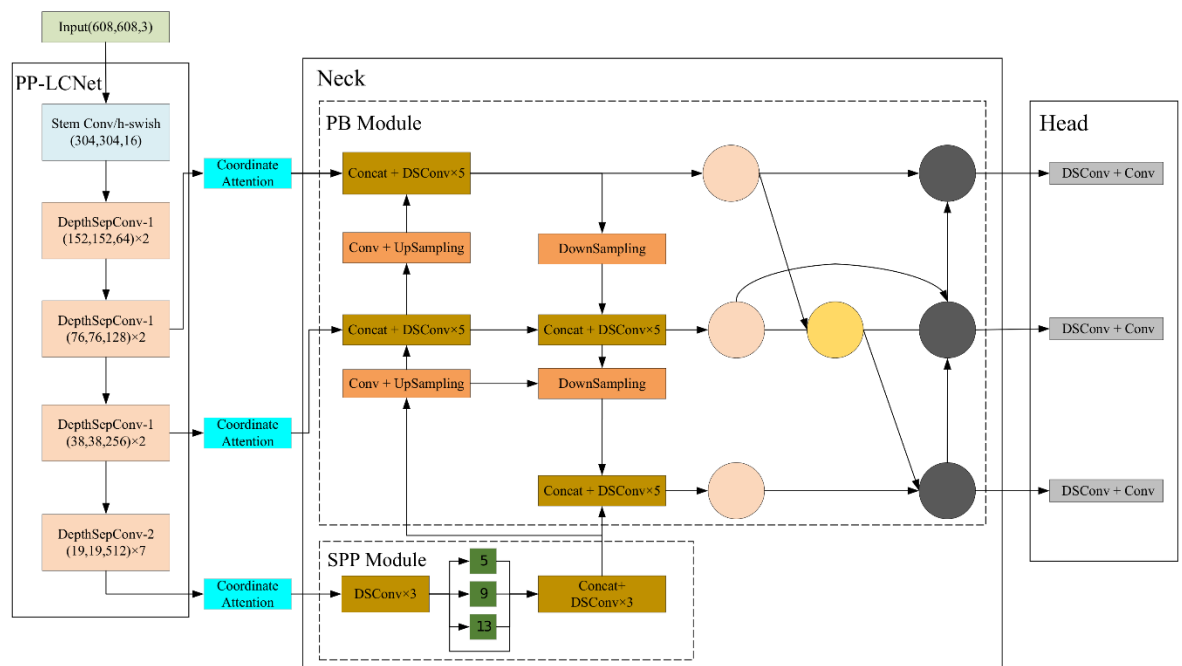 Input(608,608,3)
PP-LCNet
Stem Conv/h-swish
(304,304,16)
DepthSepConv-1
(152,152,64)×2
DepthSepConv-1
(76,76,128)×2
DepthSepConv-1
(38,38,256)×2
DepthSepConv-2
(19,19,512)×7
Coordinate
Attention
Coordinate
Attention
Coordinate
Attention
Neck
PB Module
Concat + DSConv×5
Conv + UpSampling
DownSampling
Concat + DSConv×5
Concat + DSConv×5
Conv + UpSampling
DownSampling
Concat + DSConv×5
SPP Module
DSConv×3
5
9
13
Concat+
DSConv×3
Head
DSConv + Conv
DSConv + Conv
DSConv + Conv